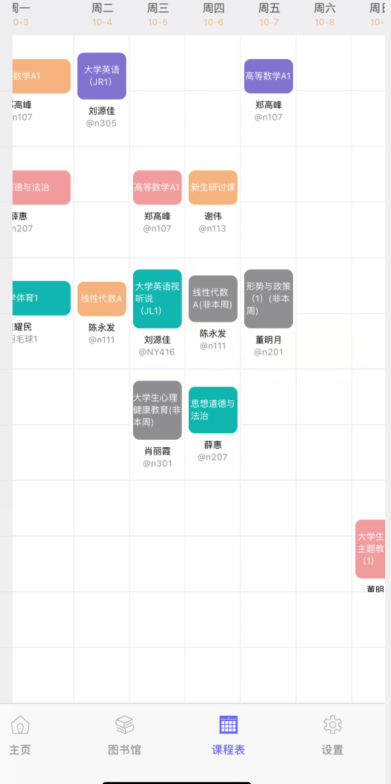 周一 周二 周三 周四 周五 周六 周日
10-3 10-4 10-5 10-6 10-7 10-8 10-
数学A1
高峰
n107
大学英语
（JR1）
刘源佳
@n305
高等数学A1
郑高峰
@n107
德与法治
薛惠
n207
高等数学A1
郑高峰
@n107
新生研讨课
谢伟
@n113
体育1
耀民
毛球1
线性代数A
陈永发
@n111
大学英语视
听说
（JL1）
刘源佳
@NY416
线性代数
A(非本周)
陈永发
@n111
形势与政策
（1）(非本
周)
董明月
@n201
大学生心理
健康教育(非
本周)
肖丽霞
@n301
思想道德与
法治
薛惠
@n207
大学生
主题教
（1）
董明
主页 图书馆 课程表 设置